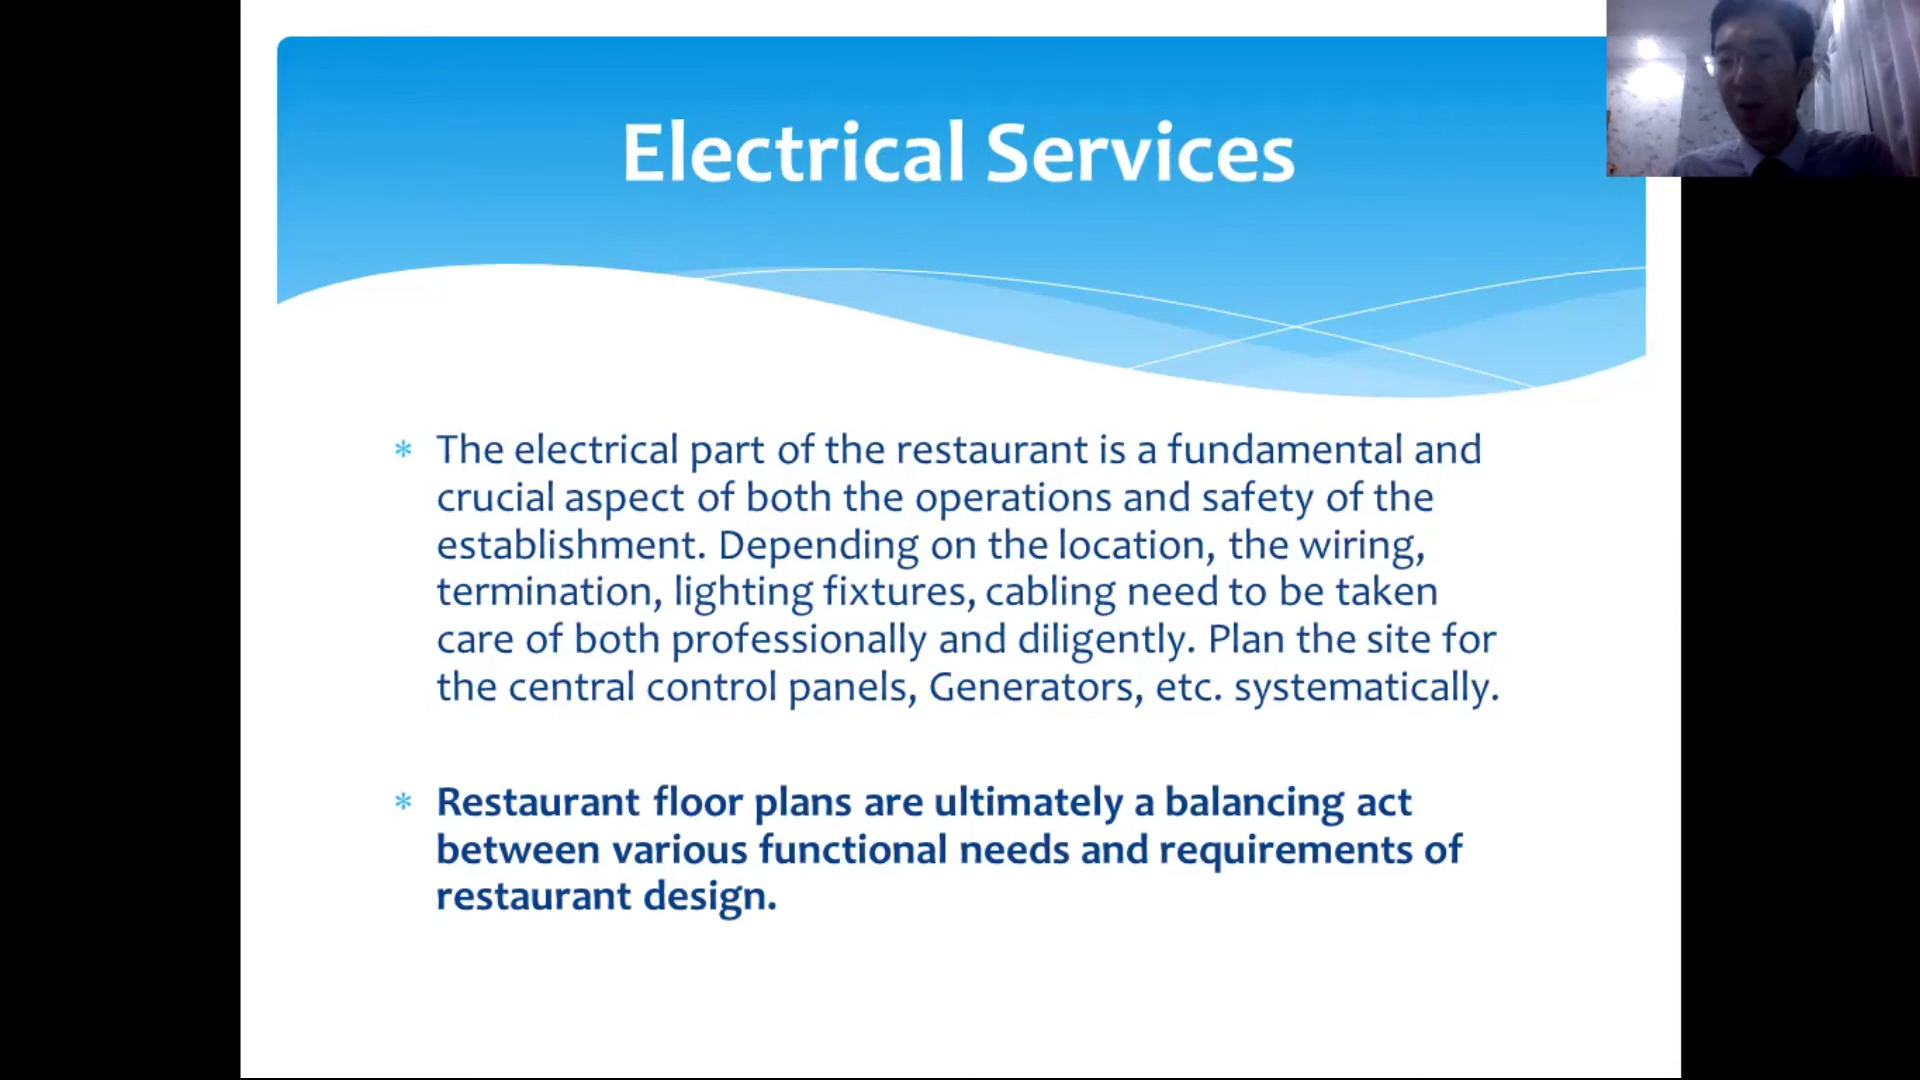 Electrical Services
* The electrical part of the restaurant is a fundamental and
crucial aspect of both the operations and safety of the
establishment. Depending on the location, the wiring,
termination, lighting fixtures, cabling need to be taken
care of both professionally and diligently. Plan the site for
the central control panels, Generators, etc. systematically.
* Restaurant floor plans are ultimately a balancing act
between various functional needs and requirements of
restaurant design.